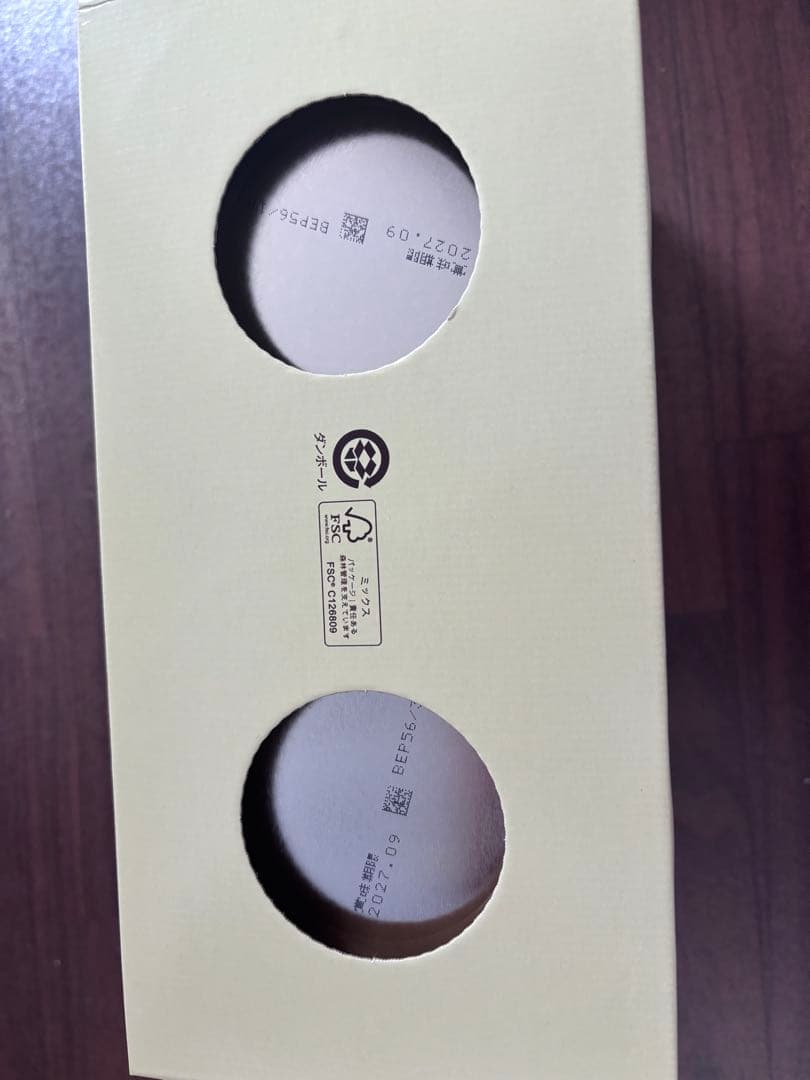 賞味期限
2027.09
BEP56/
ダンボール
FSC
www.fsc.org
ミックス
パッケージ|責任ある
森林管理を支えています
FSC® C126809
賞味期限
2027.09
BEP56/